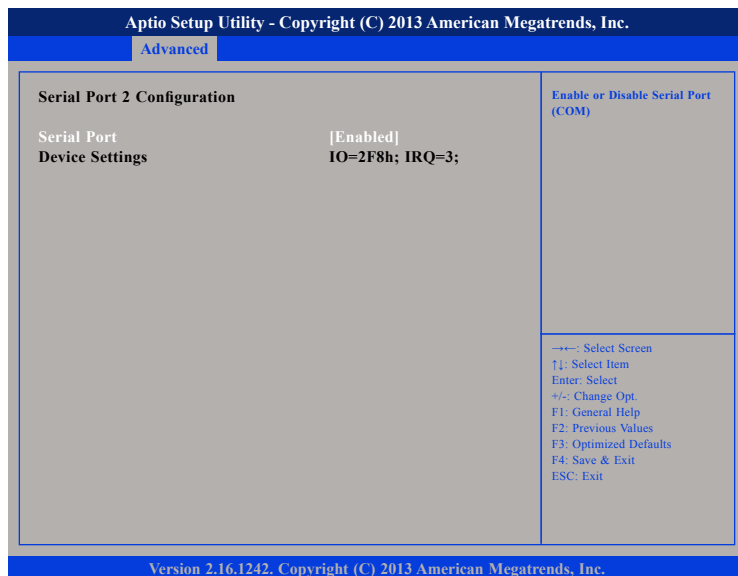 Aptio Setup Utility - Copyright (C) 2013 American Megatrends, Inc.
Advanced
Serial Port 2 Configuration
Serial Port [Enabled]
Device Settings IO=2F8h; IRQ=3;
Enable or Disable Serial Port
(COM)
→←: Select Screen
↑↓: Select Item
Enter: Select
+/-: Change Opt.
F1: General Help
F2: Previous Values
F3: Optimized Defaults
F4: Save & Exit
ESC: Exit
Version 2.16.1242. Copyright (C) 2013 American Megatrends, Inc.